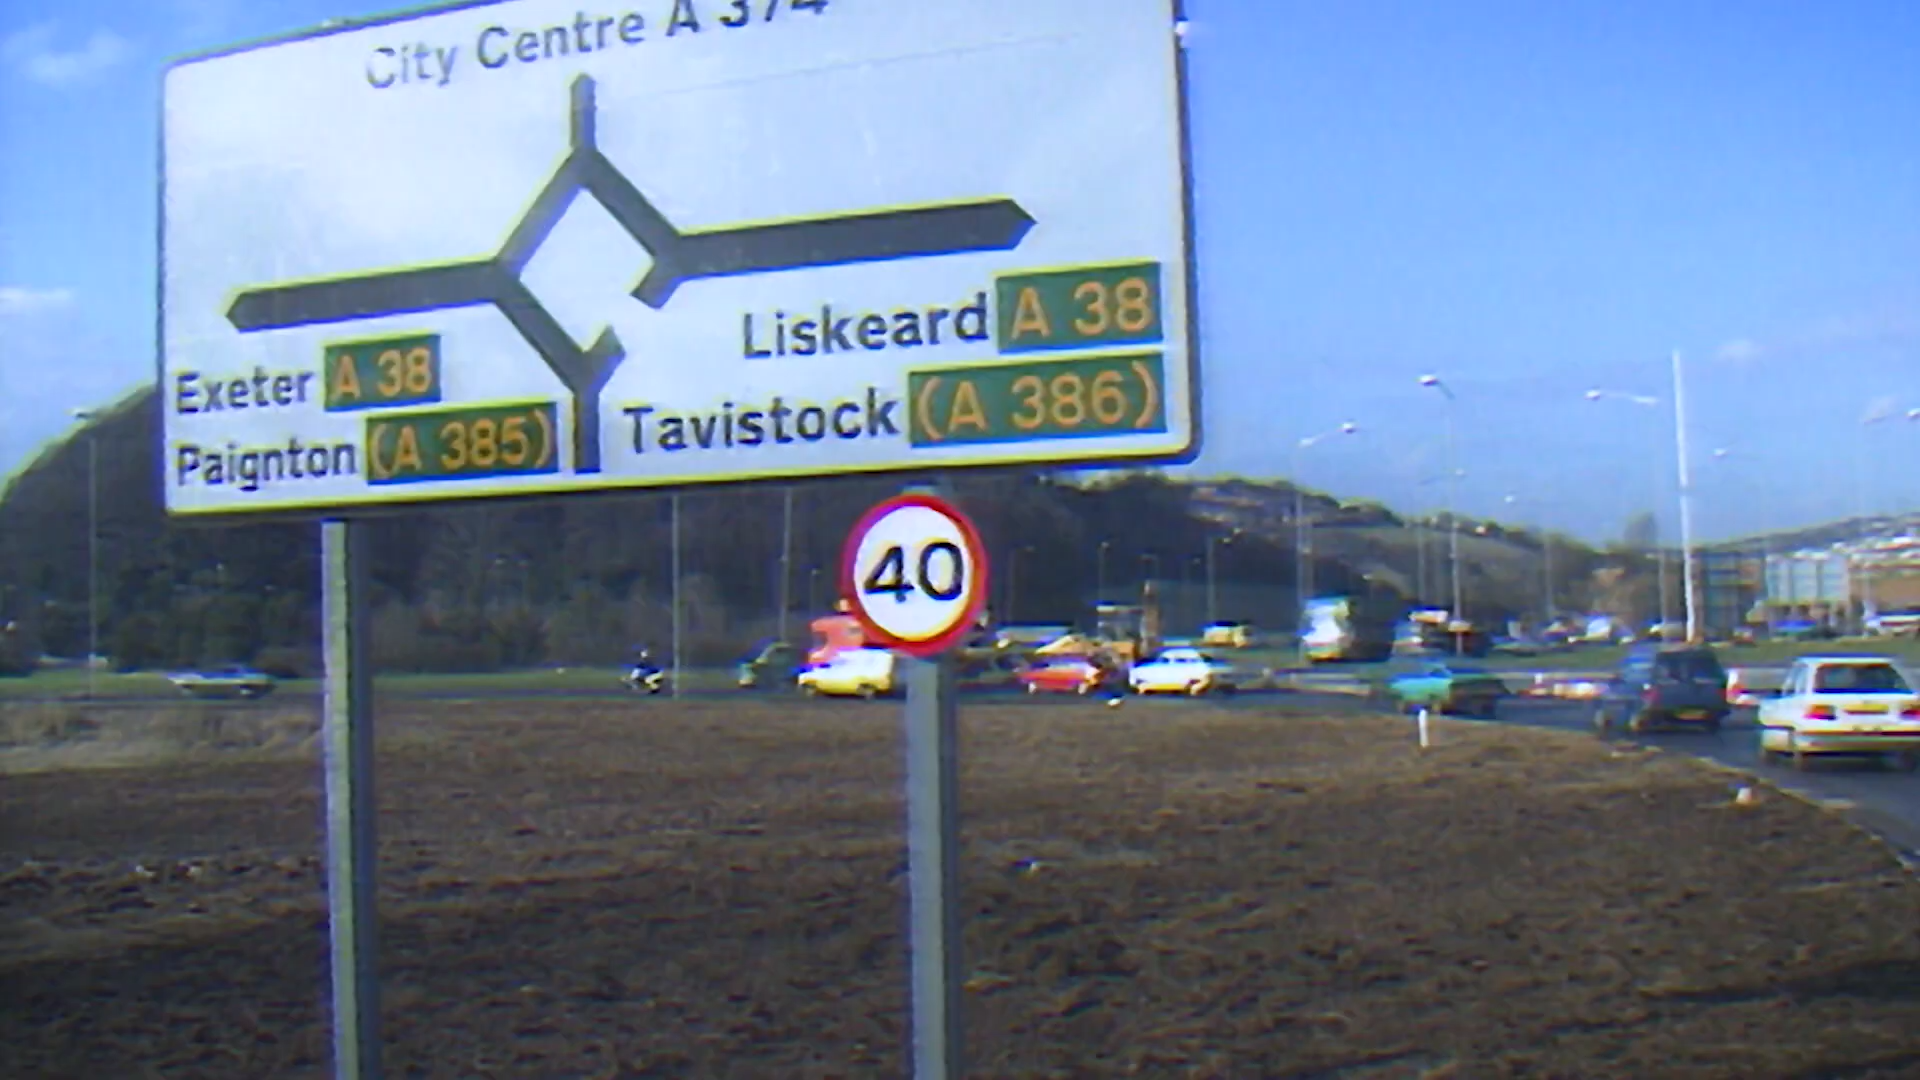 City Centre A 374
Exeter A 38
Paignton (A 385)
Liskeard A 38
Tavistock (A 386)
40